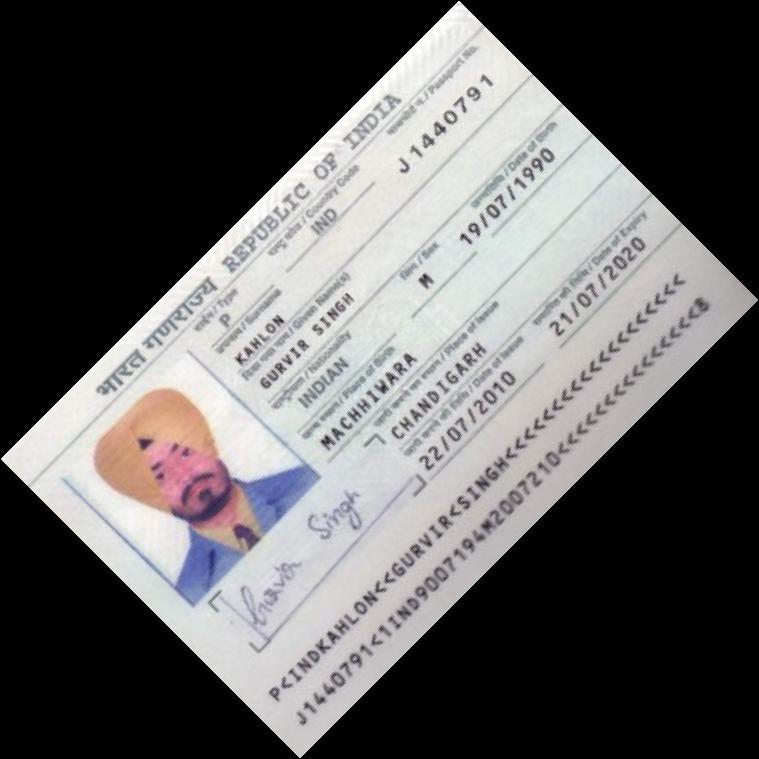 भारत गणराज्य REPUBLIC OF INDIA
टाईप / Type राष्ट्र कोड / Country Code पासपोर्ट नं. / Passport No.
P IND J1440791
उपनाम / Surname
KAHLON
दिया गया नाम / Given Name(s)
GURVIR SINGH
राष्ट्रीयता / Nationality लिंग / Sex जन्मतिथि / Date of Birth
INDIAN M 19/07/1990
जन्म स्थान / Place of Birth
MACHHIWARA
जारी करने का स्थान / Place of Issue
CHANDIGARH
जारी करने की तिथि / Date of Issue समाप्ति की तिथि / Date of Expiry
22/07/2010 21/07/2020
Singh
P<INDKAHLON<<GURVIR<SINGH<<<<<<<<<<<<<<<<<<<
J1440791<1IND9007194M2007210<<<<<<<<<<<<<<<8